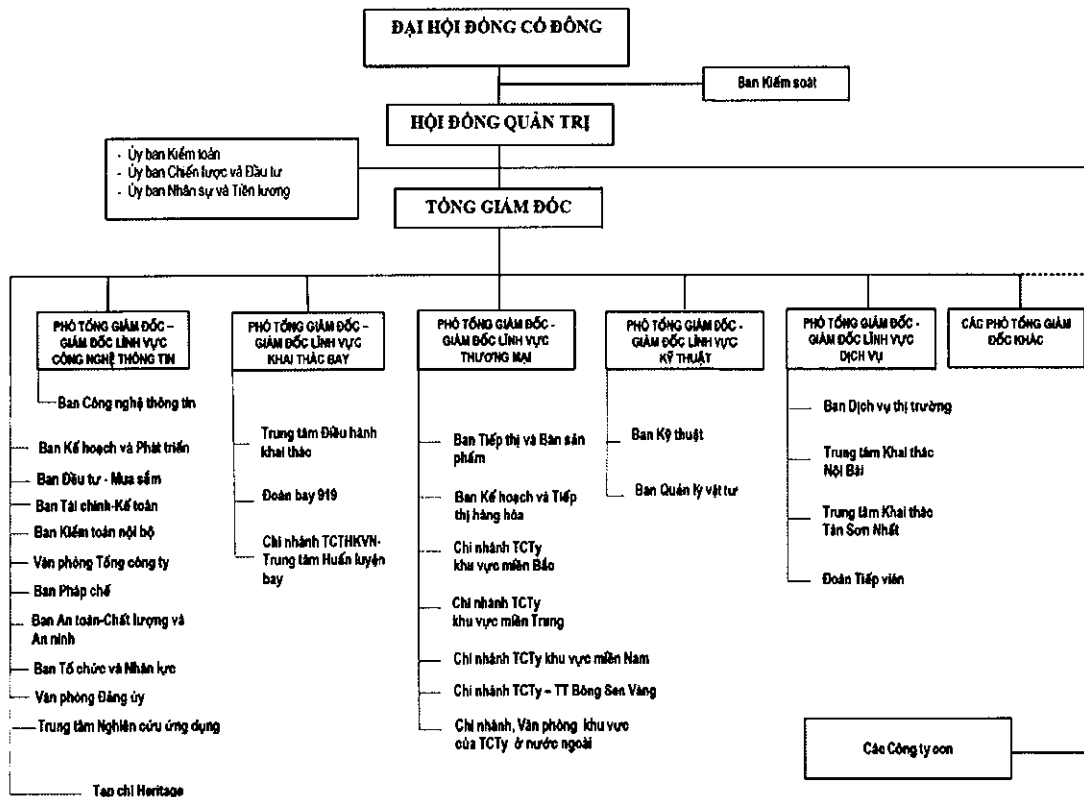 ĐẠI HỘI ĐỒNG CỔ ĐÔNG
Ban Kiểm soát
HỘI ĐỒNG QUẢN TRỊ
- Ủy ban Kiểm toán
- Ủy ban Chiến lược và Đầu tư
- Ủy ban Nhân sự và Tiền lương
TỔNG GIÁM ĐỐC
PHÓ TỔNG GIÁM ĐỐC –
GIÁM ĐỐC LĨNH VỰC
CÔNG NGHỆ THÔNG TIN
Ban Công nghệ thông tin
Ban Kế hoạch và Phát triển
Ban Đầu tư - Mua sắm
Ban Tài chính-Kế toán
Ban Kiểm toán nội bộ
Văn phòng Tổng công ty
Ban Pháp chế
Ban An toàn-Chất lượng và
An ninh
Ban Tổ chức và Nhân lực
Văn phòng Đảng ủy
Trung tâm Nghiên cứu ứng dụng
Tạp chí Heritage
PHÓ TỔNG GIÁM ĐỐC –
GIÁM ĐỐC LĨNH VỰC
KHAI THÁC BAY
Trung tâm Điều hành
khai thác
Đoàn bay 919
Chi nhánh TCTHKVN-
Trung tâm Huấn luyện
bay
PHÓ TỔNG GIÁM ĐỐC -
GIÁM ĐỐC LĨNH VỰC
THƯƠNG MẠI
Ban Tiếp thị và Bán sản
phẩm
Ban Kế hoạch và Tiếp
thị hàng hóa
Chi nhánh TCTy
khu vực miền Bắc
Chi nhánh TCTy
khu vực miền Trung
Chi nhánh TCTy khu vực miền Nam
Chi nhánh TCTy – TT Bông Sen Vàng
Chi nhánh, Văn phòng khu vực
của TCTy ở nước ngoài
PHÓ TỔNG GIÁM ĐỐC -
GIÁM ĐỐC LĨNH VỰC
KỸ THUẬT
Ban Kỹ thuật
Ban Quản lý vật tư
PHÓ TỔNG GIÁM ĐỐC -
GIÁM ĐỐC LĨNH VỰC
DỊCH VỤ
Ban Dịch vụ thị trường
Trung tâm Khai thác
Nội Bài
Trung tâm Khai thác
Tân Sơn Nhất
Đoàn Tiếp viên
CÁC PHÓ TỔNG GIÁM
ĐỐC KHÁC
Các Công ty con